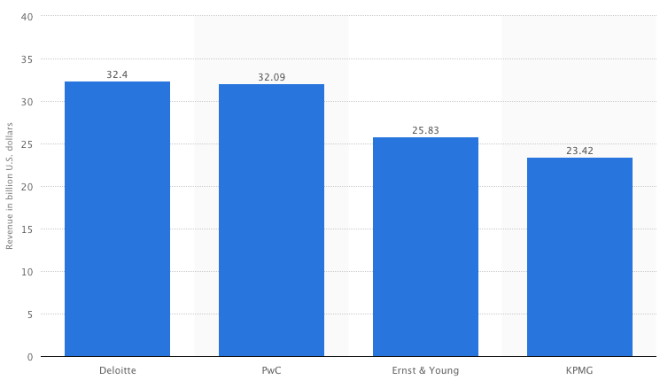 40
35
30
25
20
15
10
5
0
Revenue in billion U.S. dollars
32.4
32.09
25.83
23.42
Deloitte
PwC
Ernst & Young
KPMG